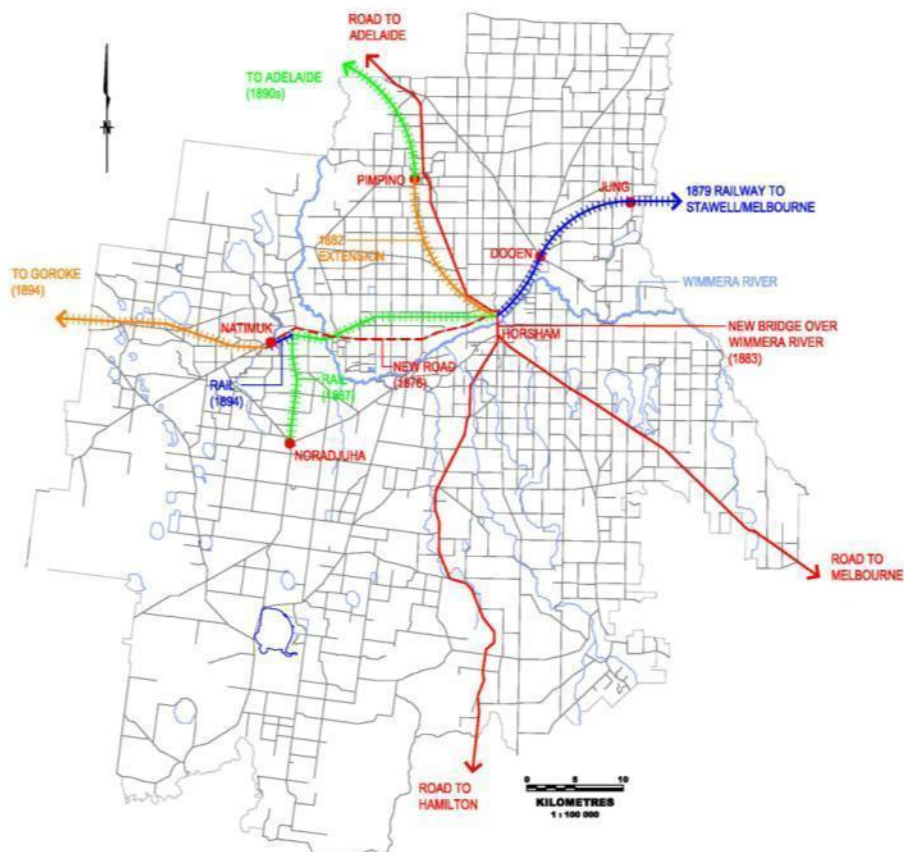 ROAD TO
ADELAIDE
TO ADELAIDE
(1890s)
PIMPINO
JUNG
1879 RAILWAY TO
STAWELL/MELBOURNE
1882
EXTENSION
DOOEN
TO GOROKE
(1894)
WIMMERA RIVER
NATIMUK
HORSHAM
NEW BRIDGE OVER
WIMMERA RIVER
(1883)
NEW ROAD
(1876)
RAIL
(1894)
RAIL
(1887)
NORADJUHA
ROAD TO
MELBOURNE
ROAD TO
HAMILTON
0 5 10
KILOMETRES
1 : 100 000